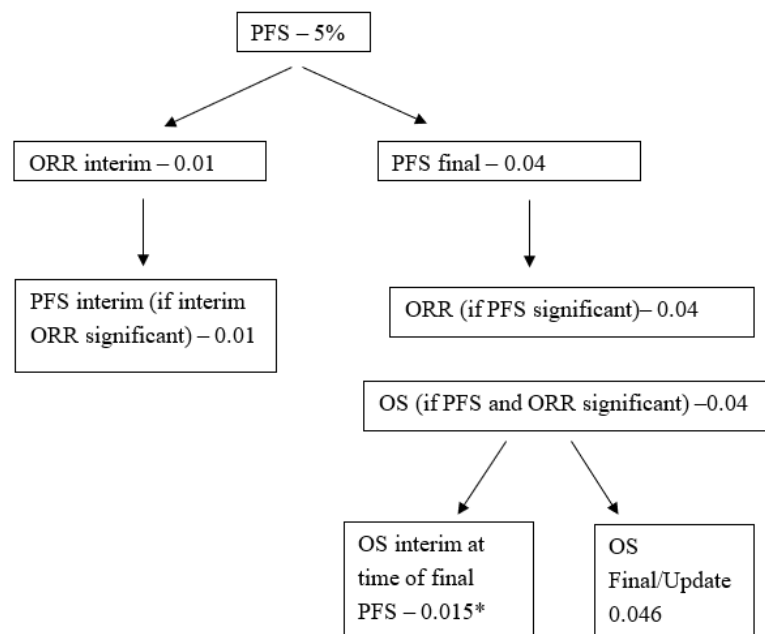 PFS – 5%
ORR interim – 0.01
PFS final – 0.04
PFS interim (if interim
ORR significant) – 0.01
ORR (if PFS significant)– 0.04
OS (if PFS and ORR significant) –0.04
OS interim at
time of final
PFS – 0.015*
OS
Final/Update
0.046